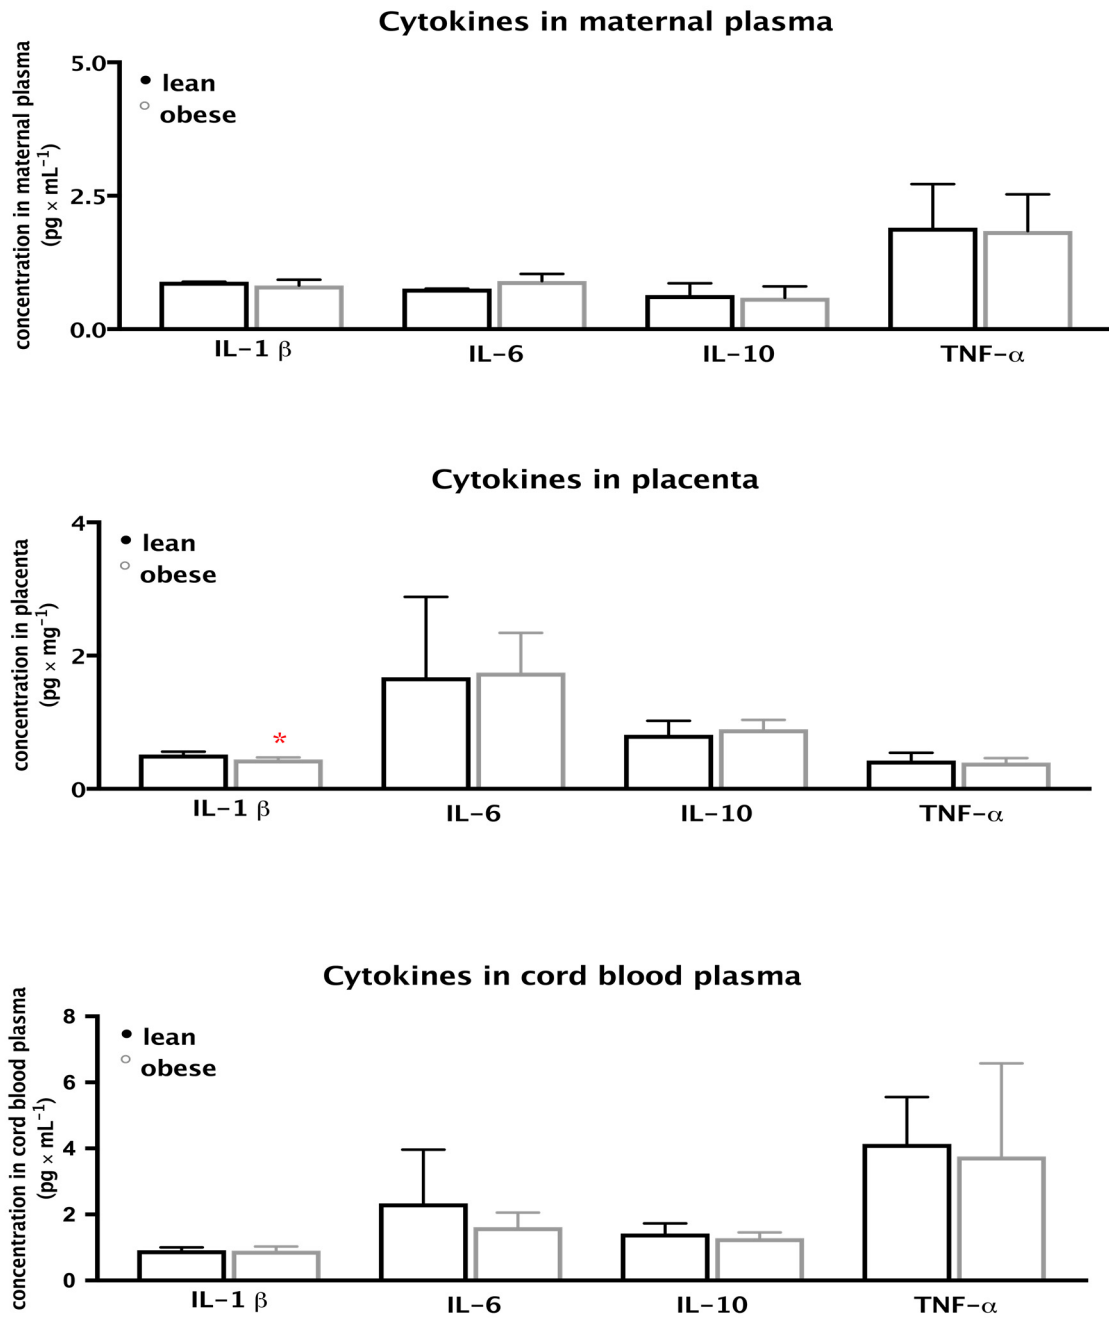 Cytokines in maternal plasma
concentration in maternal plasma
(pg × mL⁻¹)
5.0
2.5
0.0
lean
obese
IL-1 β
IL-6
IL-10
TNF-α
Cytokines in placenta
concentration in placenta
(pg × mg⁻¹)
4
2
0
lean
obese
*
IL-1 β
IL-6
IL-10
TNF-α
Cytokines in cord blood plasma
concentration in cord blood plasma
(pg × mL⁻¹)
8
6
4
2
0
lean
obese
IL-1 β
IL-6
IL-10
TNF-α